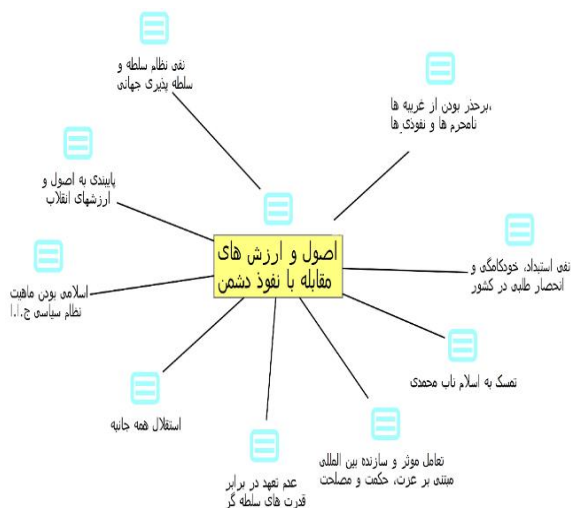 نفی نظام سلطه و
سلطه پذیری جهانی
برحذر بودن از غریبه ها،
نامحرم ها و نفوذی ها
پایبندی به اصول و
ارزشهای انقلاب
اصول و ارزش های
مقابله با نفوذ دشمن
نفی استبداد، خودکامگی و
انحصار طلبی در کشور
اسلامی بودن ماهیت
نظام سیاسی ج.ا.ا
تمسک به اسلام ناب محمدی
استقلال همه جانبه
تعامل موثر و سازنده بین المللی
مبتنی بر عزت، حکمت و مصلحت
عدم تعهد در برابر
قدرت های سلطه گر